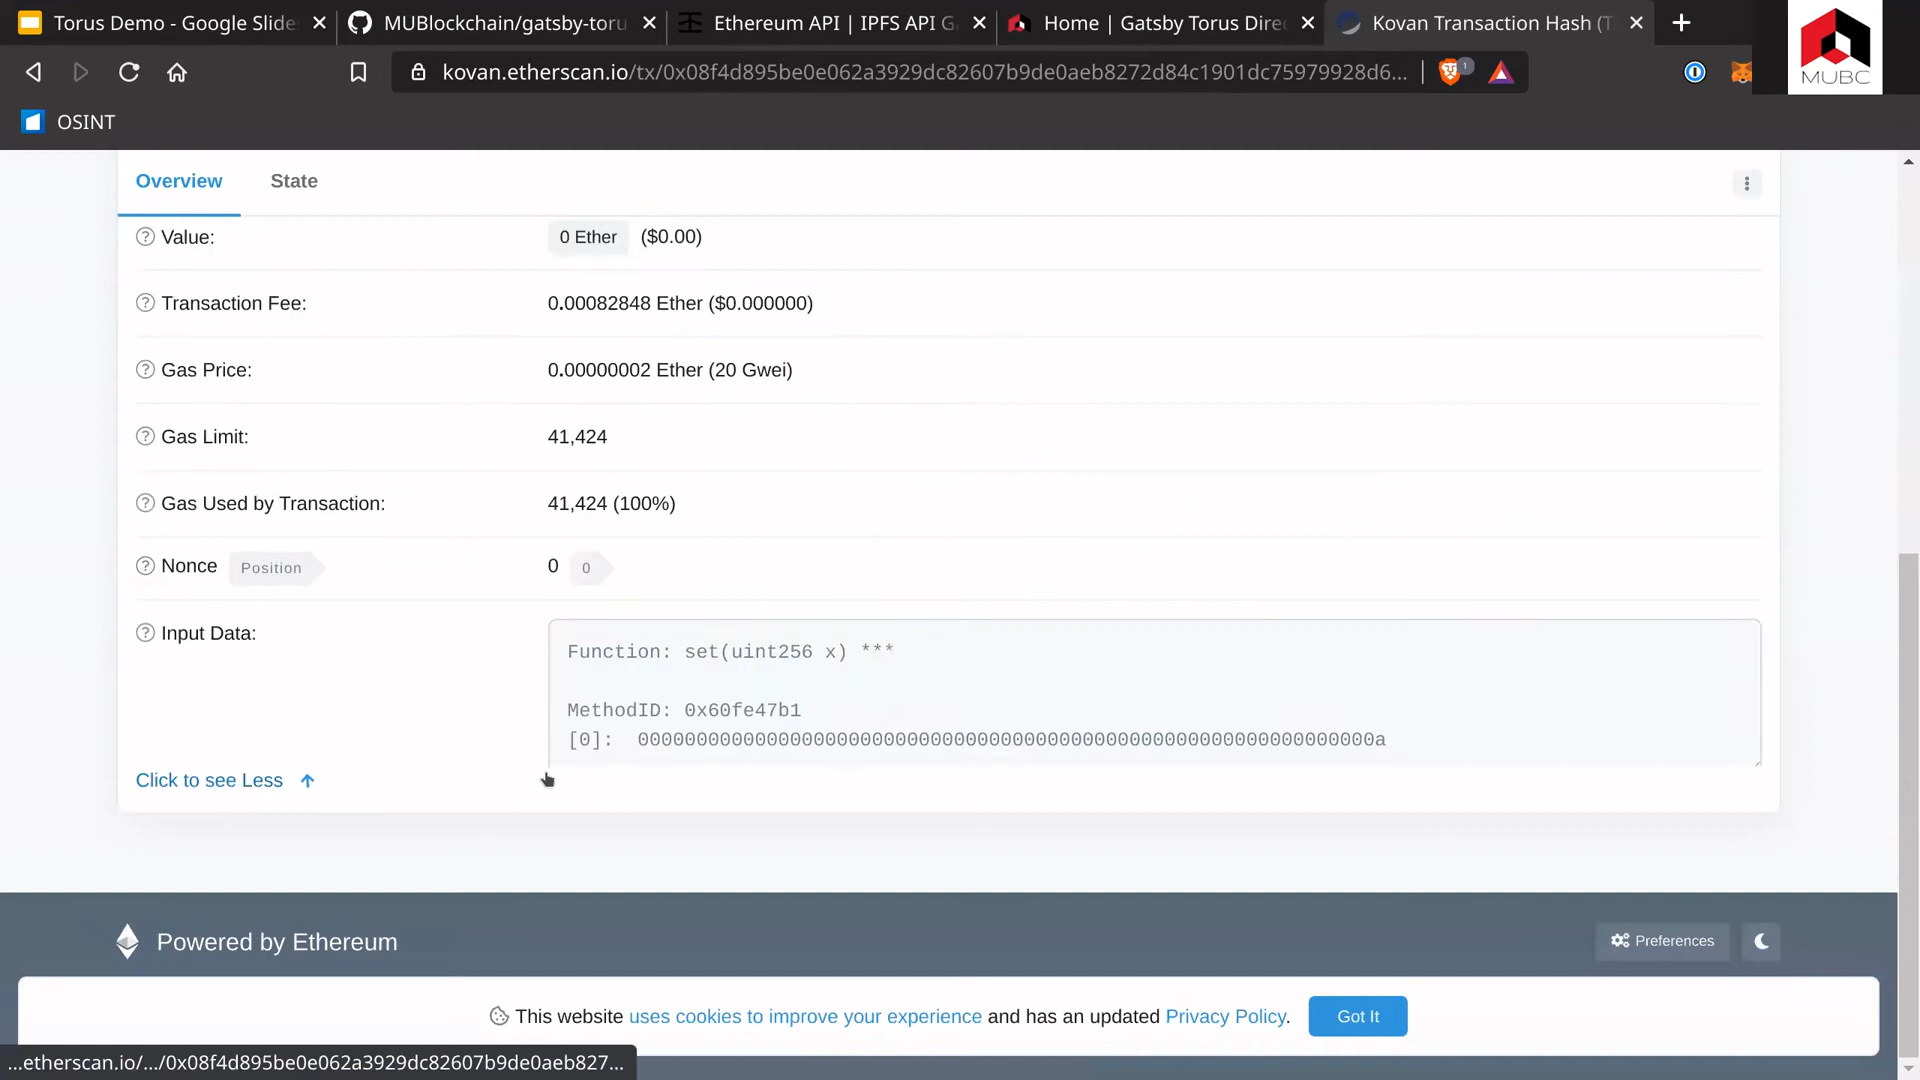 Torus Demo - Google Slide
MUBlockchain/gatsby-toru
Ethereum API | IPFS API G
Home | Gatsby Torus Dire
Kovan Transaction Hash (T
MUBC
kovan.etherscan.io/tx/0x08f4d895be0e062a3929dc82607b9de0aeb8272d84c1901dc75979928d6...
1
OSINT
Overview
State
Value:
0 Ether
($0.00)
Transaction Fee:
0.00082848 Ether ($0.000000)
Gas Price:
0.00000002 Ether (20 Gwei)
Gas Limit:
41,424
Gas Used by Transaction:
41,424 (100%)
Nonce
Position
0
0
Input Data:
Function: set(uint256 x) ***
MethodID: 0x60fe47b1
[0]: 000000000000000000000000000000000000000000000000000000000000000a
Click to see Less
Powered by Ethereum
Preferences
This website uses cookies to improve your experience and has an updated Privacy Policy.
Got It
...etherscan.io/.../0x08f4d895be0e062a3929dc82607b9de0aeb827...